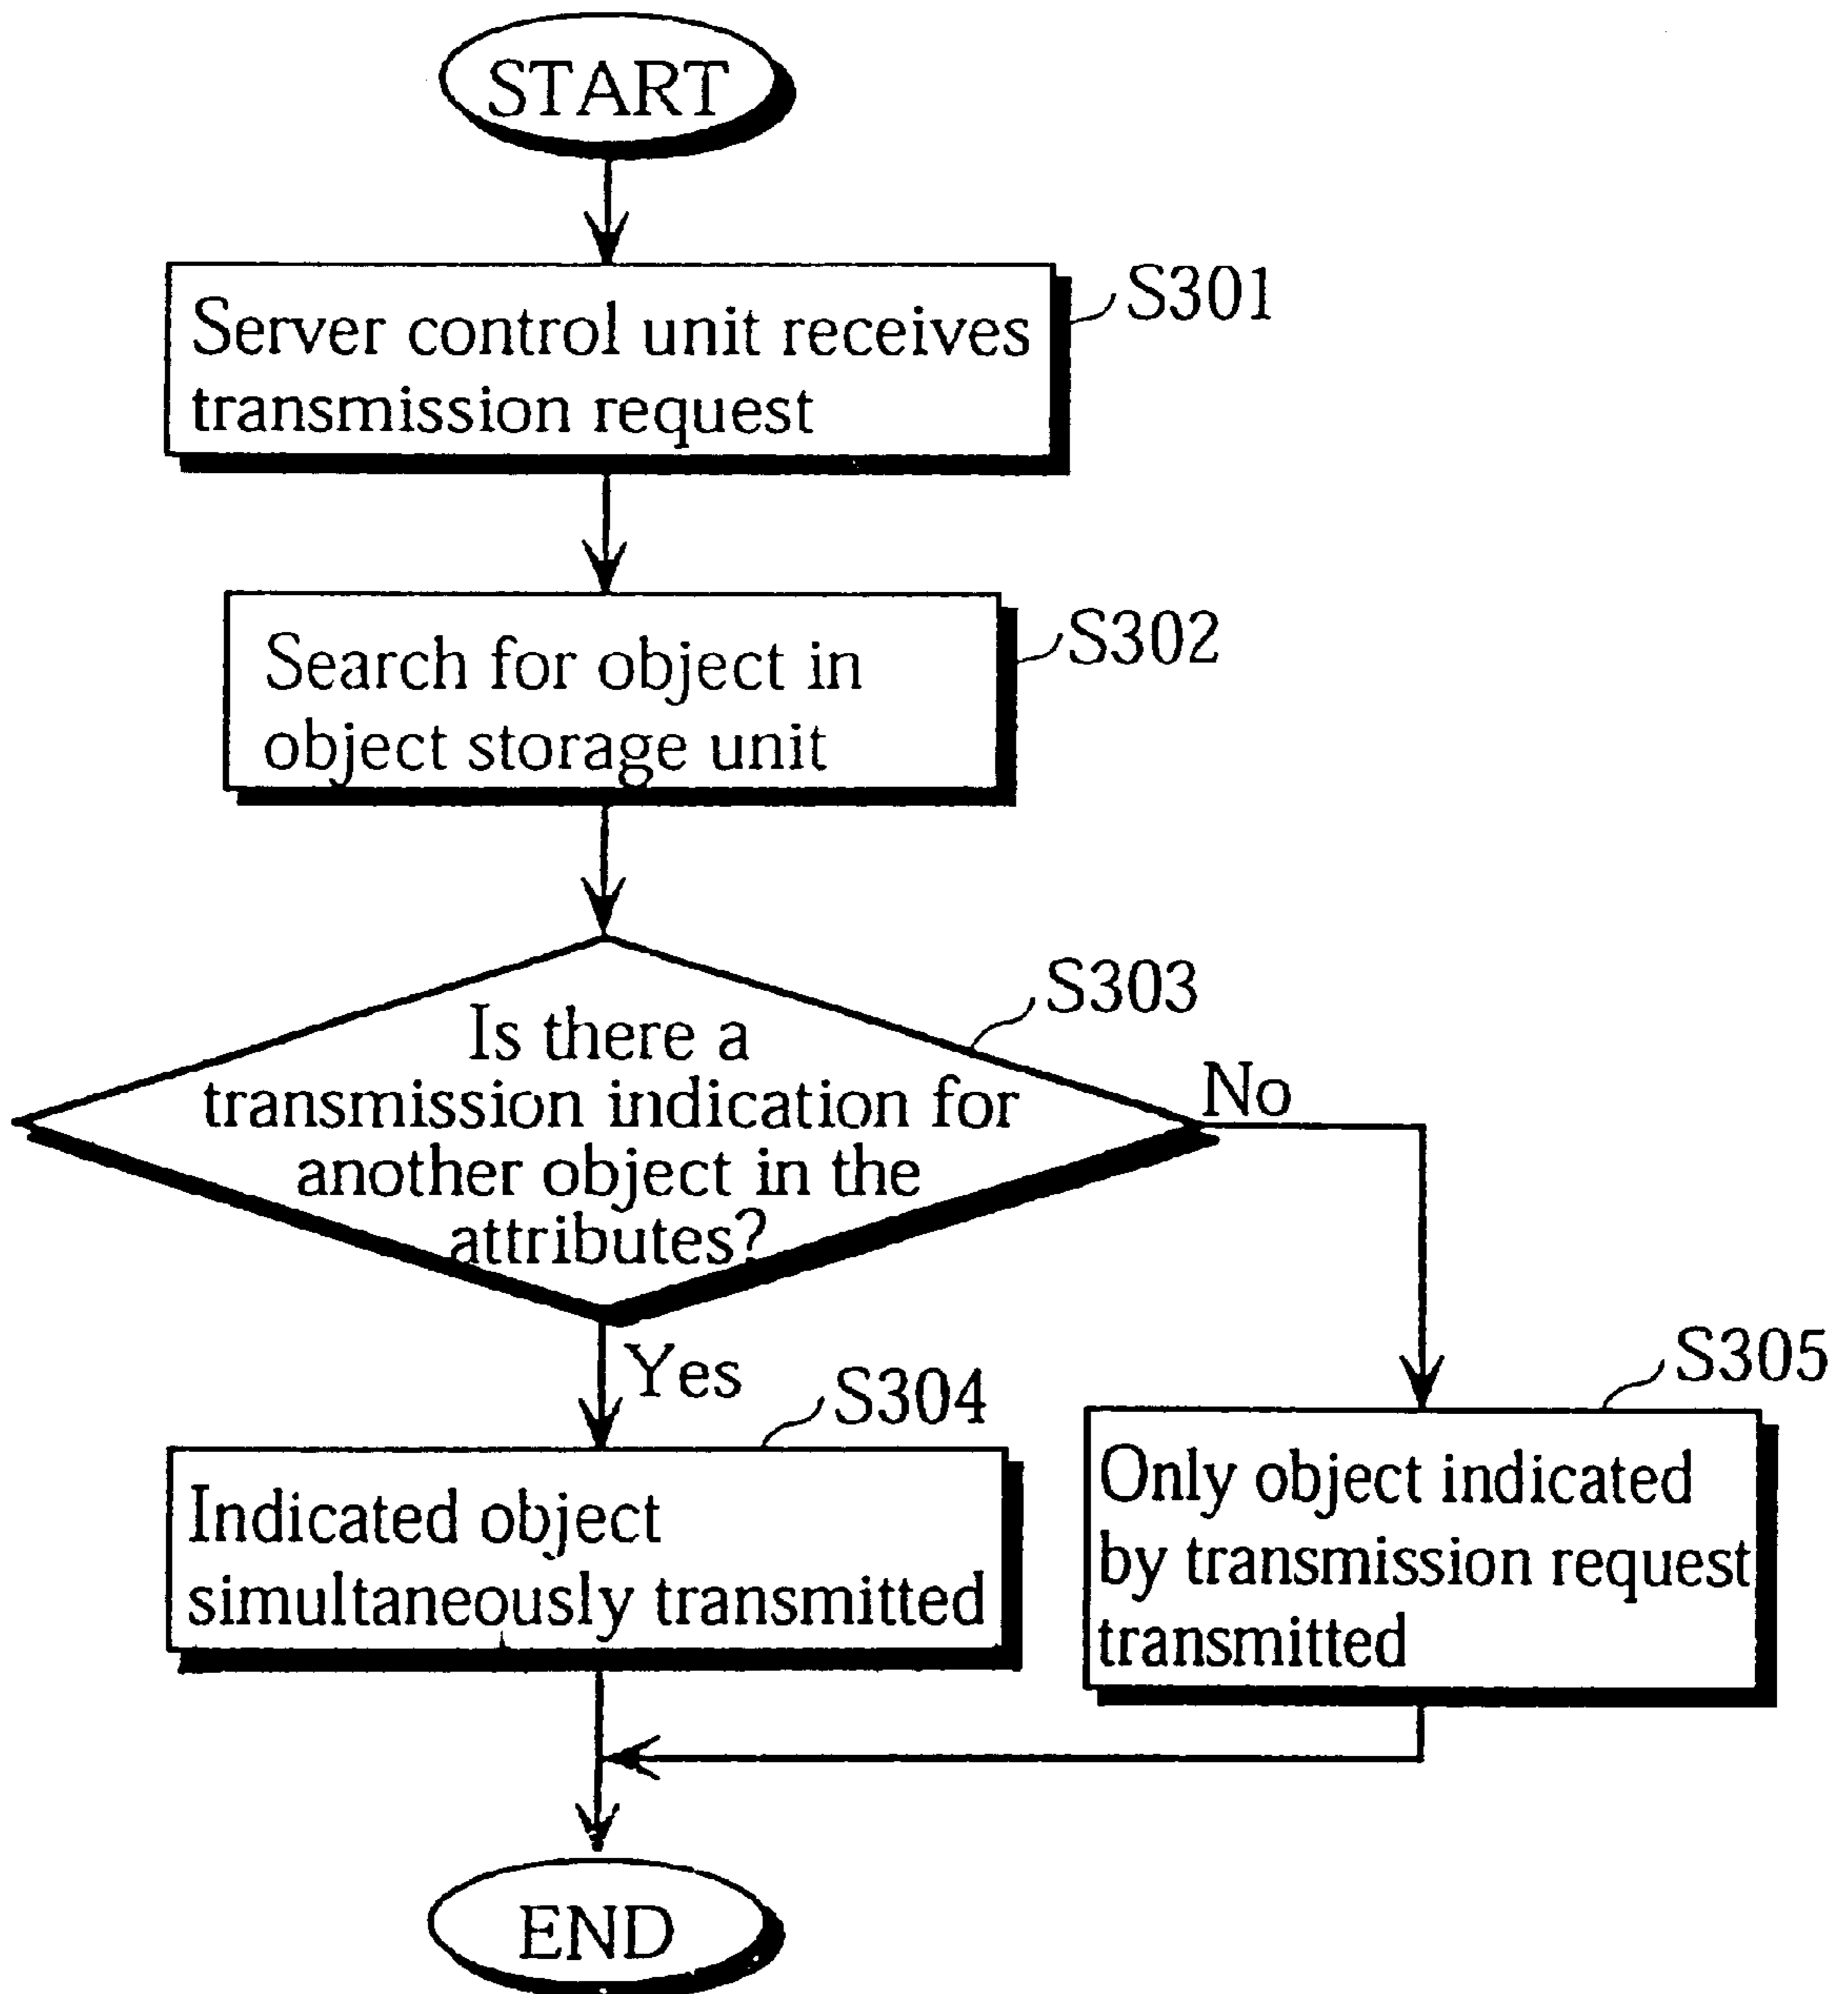 START
Server control unit receives
transmission request
S301
Search for object in
object storage unit
S302
S303
Is there a
transmission indication for
another object in the
attributes?
No
Yes
S304
Indicated object
simultaneously transmitted
S305
Only object indicated
by transmission request
transmitted
END